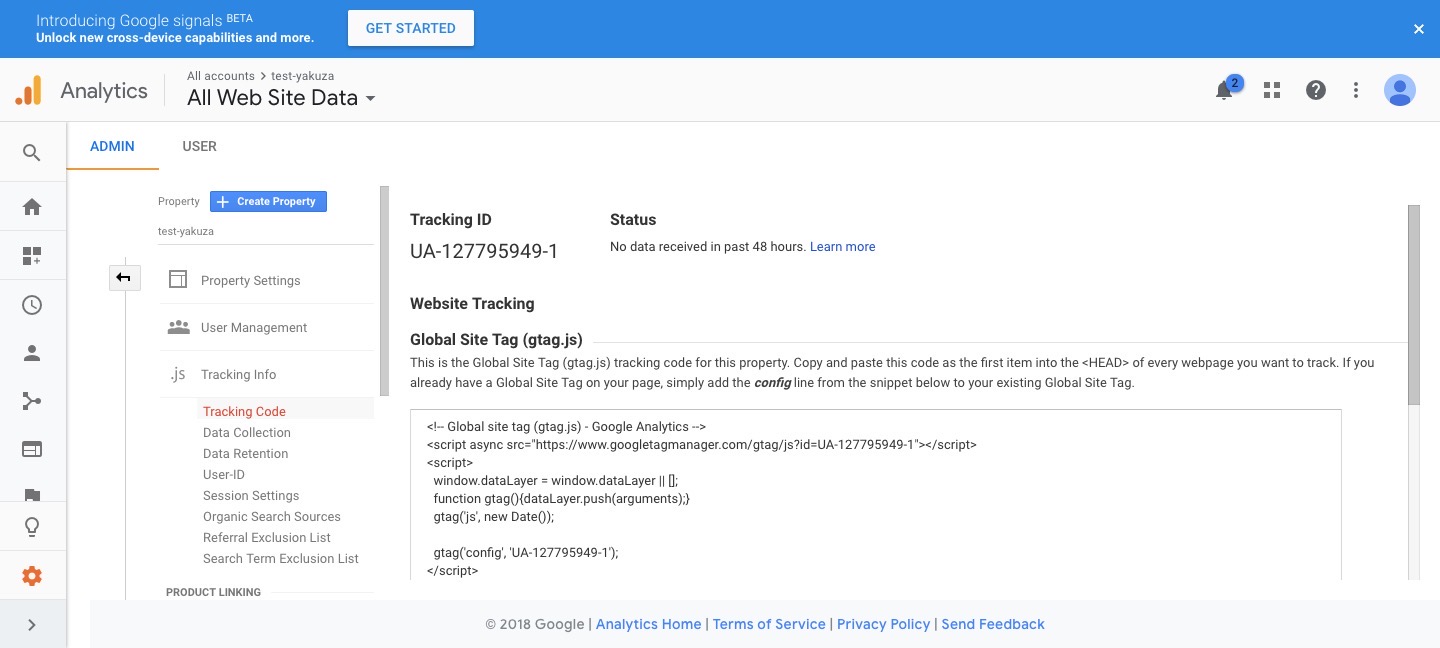 Introducing Google signals BETA
Unlock new cross-device capabilities and more.
GET STARTED
Analytics
All accounts > test-yakuza
All Web Site Data
2
ADMIN
USER
Property
Create Property
test-yakuza
Property Settings
User Management
.js
Tracking Info
Tracking Code
Data Collection
Data Retention
User-ID
Session Settings
Organic Search Sources
Referral Exclusion List
Search Term Exclusion List
PRODUCT LINKING
Tracking ID
UA-127795949-1
Status
No data received in past 48 hours. Learn more
Website Tracking
Global Site Tag (gtag.js)
This is the Global Site Tag (gtag.js) tracking code for this property. Copy and paste this code as the first item into the <HEAD> of every webpage you want to track. If you
already have a Global Site Tag on your page, simply add the config line from the snippet below to your existing Global Site Tag.
<!-- Global site tag (gtag.js) - Google Analytics -->
<script async src="https://www.googletagmanager.com/gtag/js?id=UA-127795949-1"></script>
<script>
window.dataLayer = window.dataLayer || [];
function gtag(){dataLayer.push(arguments);}
gtag('js', new Date());
gtag('config', 'UA-127795949-1');
</script>
© 2018 Google | Analytics Home | Terms of Service | Privacy Policy | Send Feedback